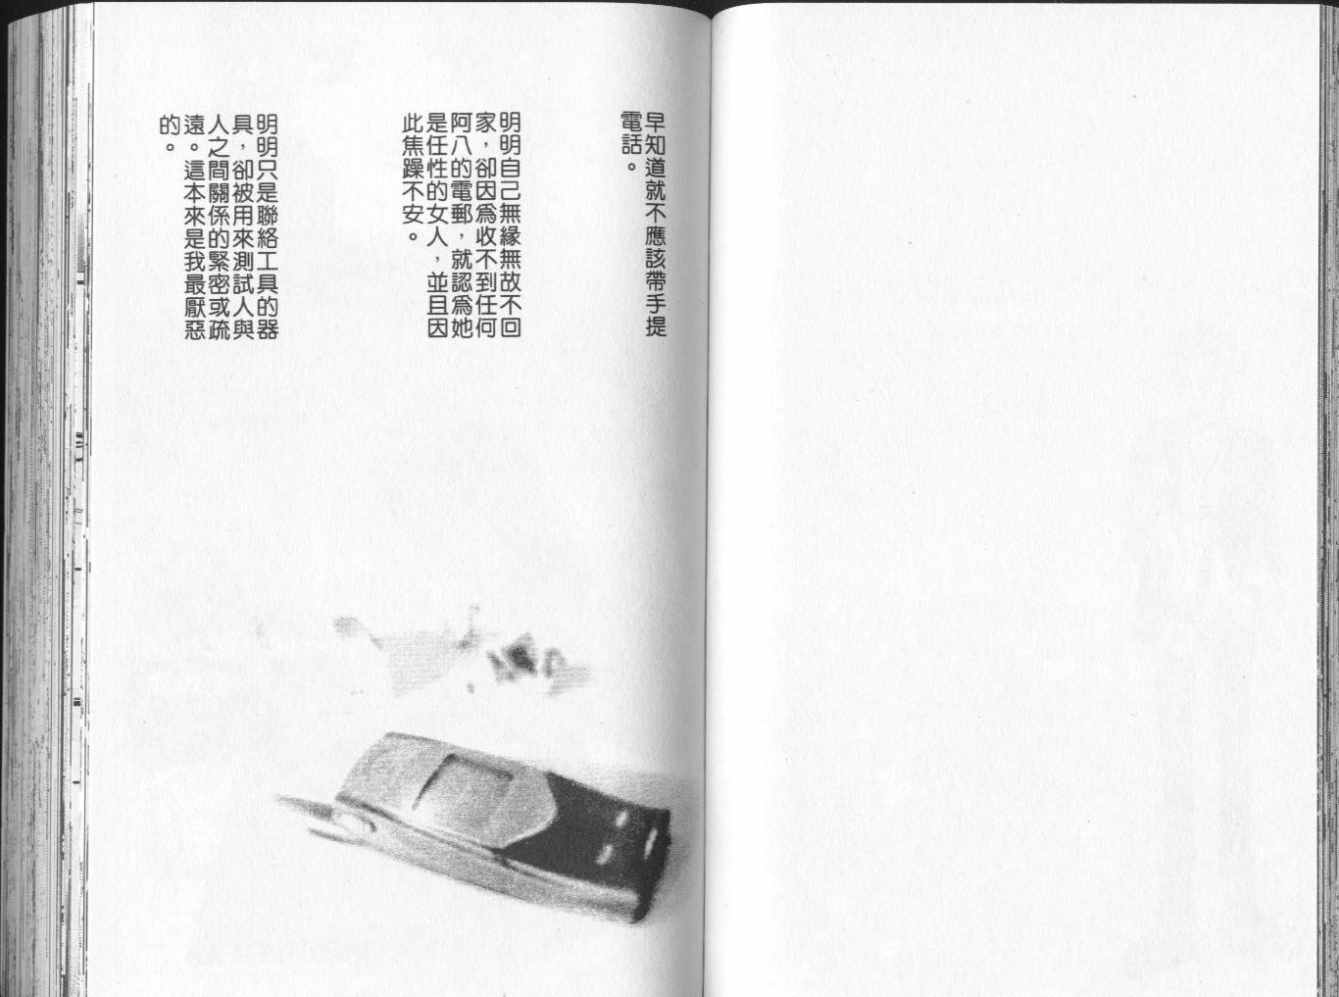 早知道就不應該帶手提
電話。
明明自己無緣無故不回
家，卻因為收不到任何
阿八的電郵，就認為她
是任性的女人，並且因
此焦躁不安。
明明只是聯絡工具的器
具，卻被用來測試人與
人之間關係的緊密或疏
遠。這本來是我最厭惡
的。